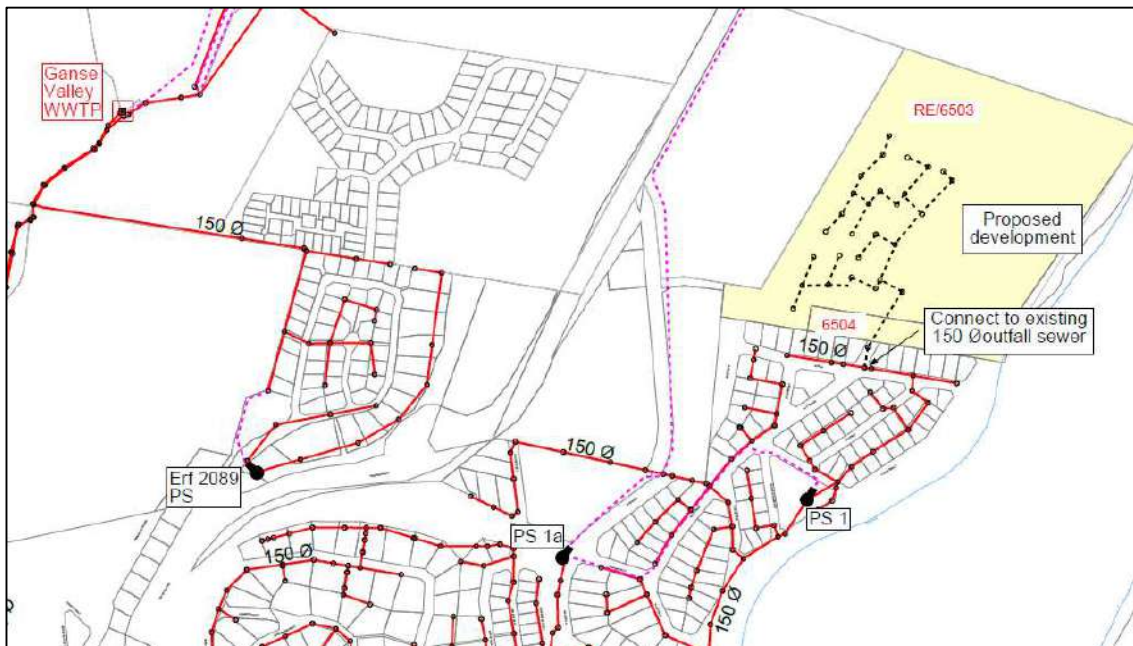 Ganse
Valley
WWTP
RE/6503
150 Ø
Proposed
development
6504
Connect to existing
150 Øoutfall sewer
150 Ø
150 Ø
Erf 2089
PS
PS 1
PS 1a
150 Ø
150 Ø